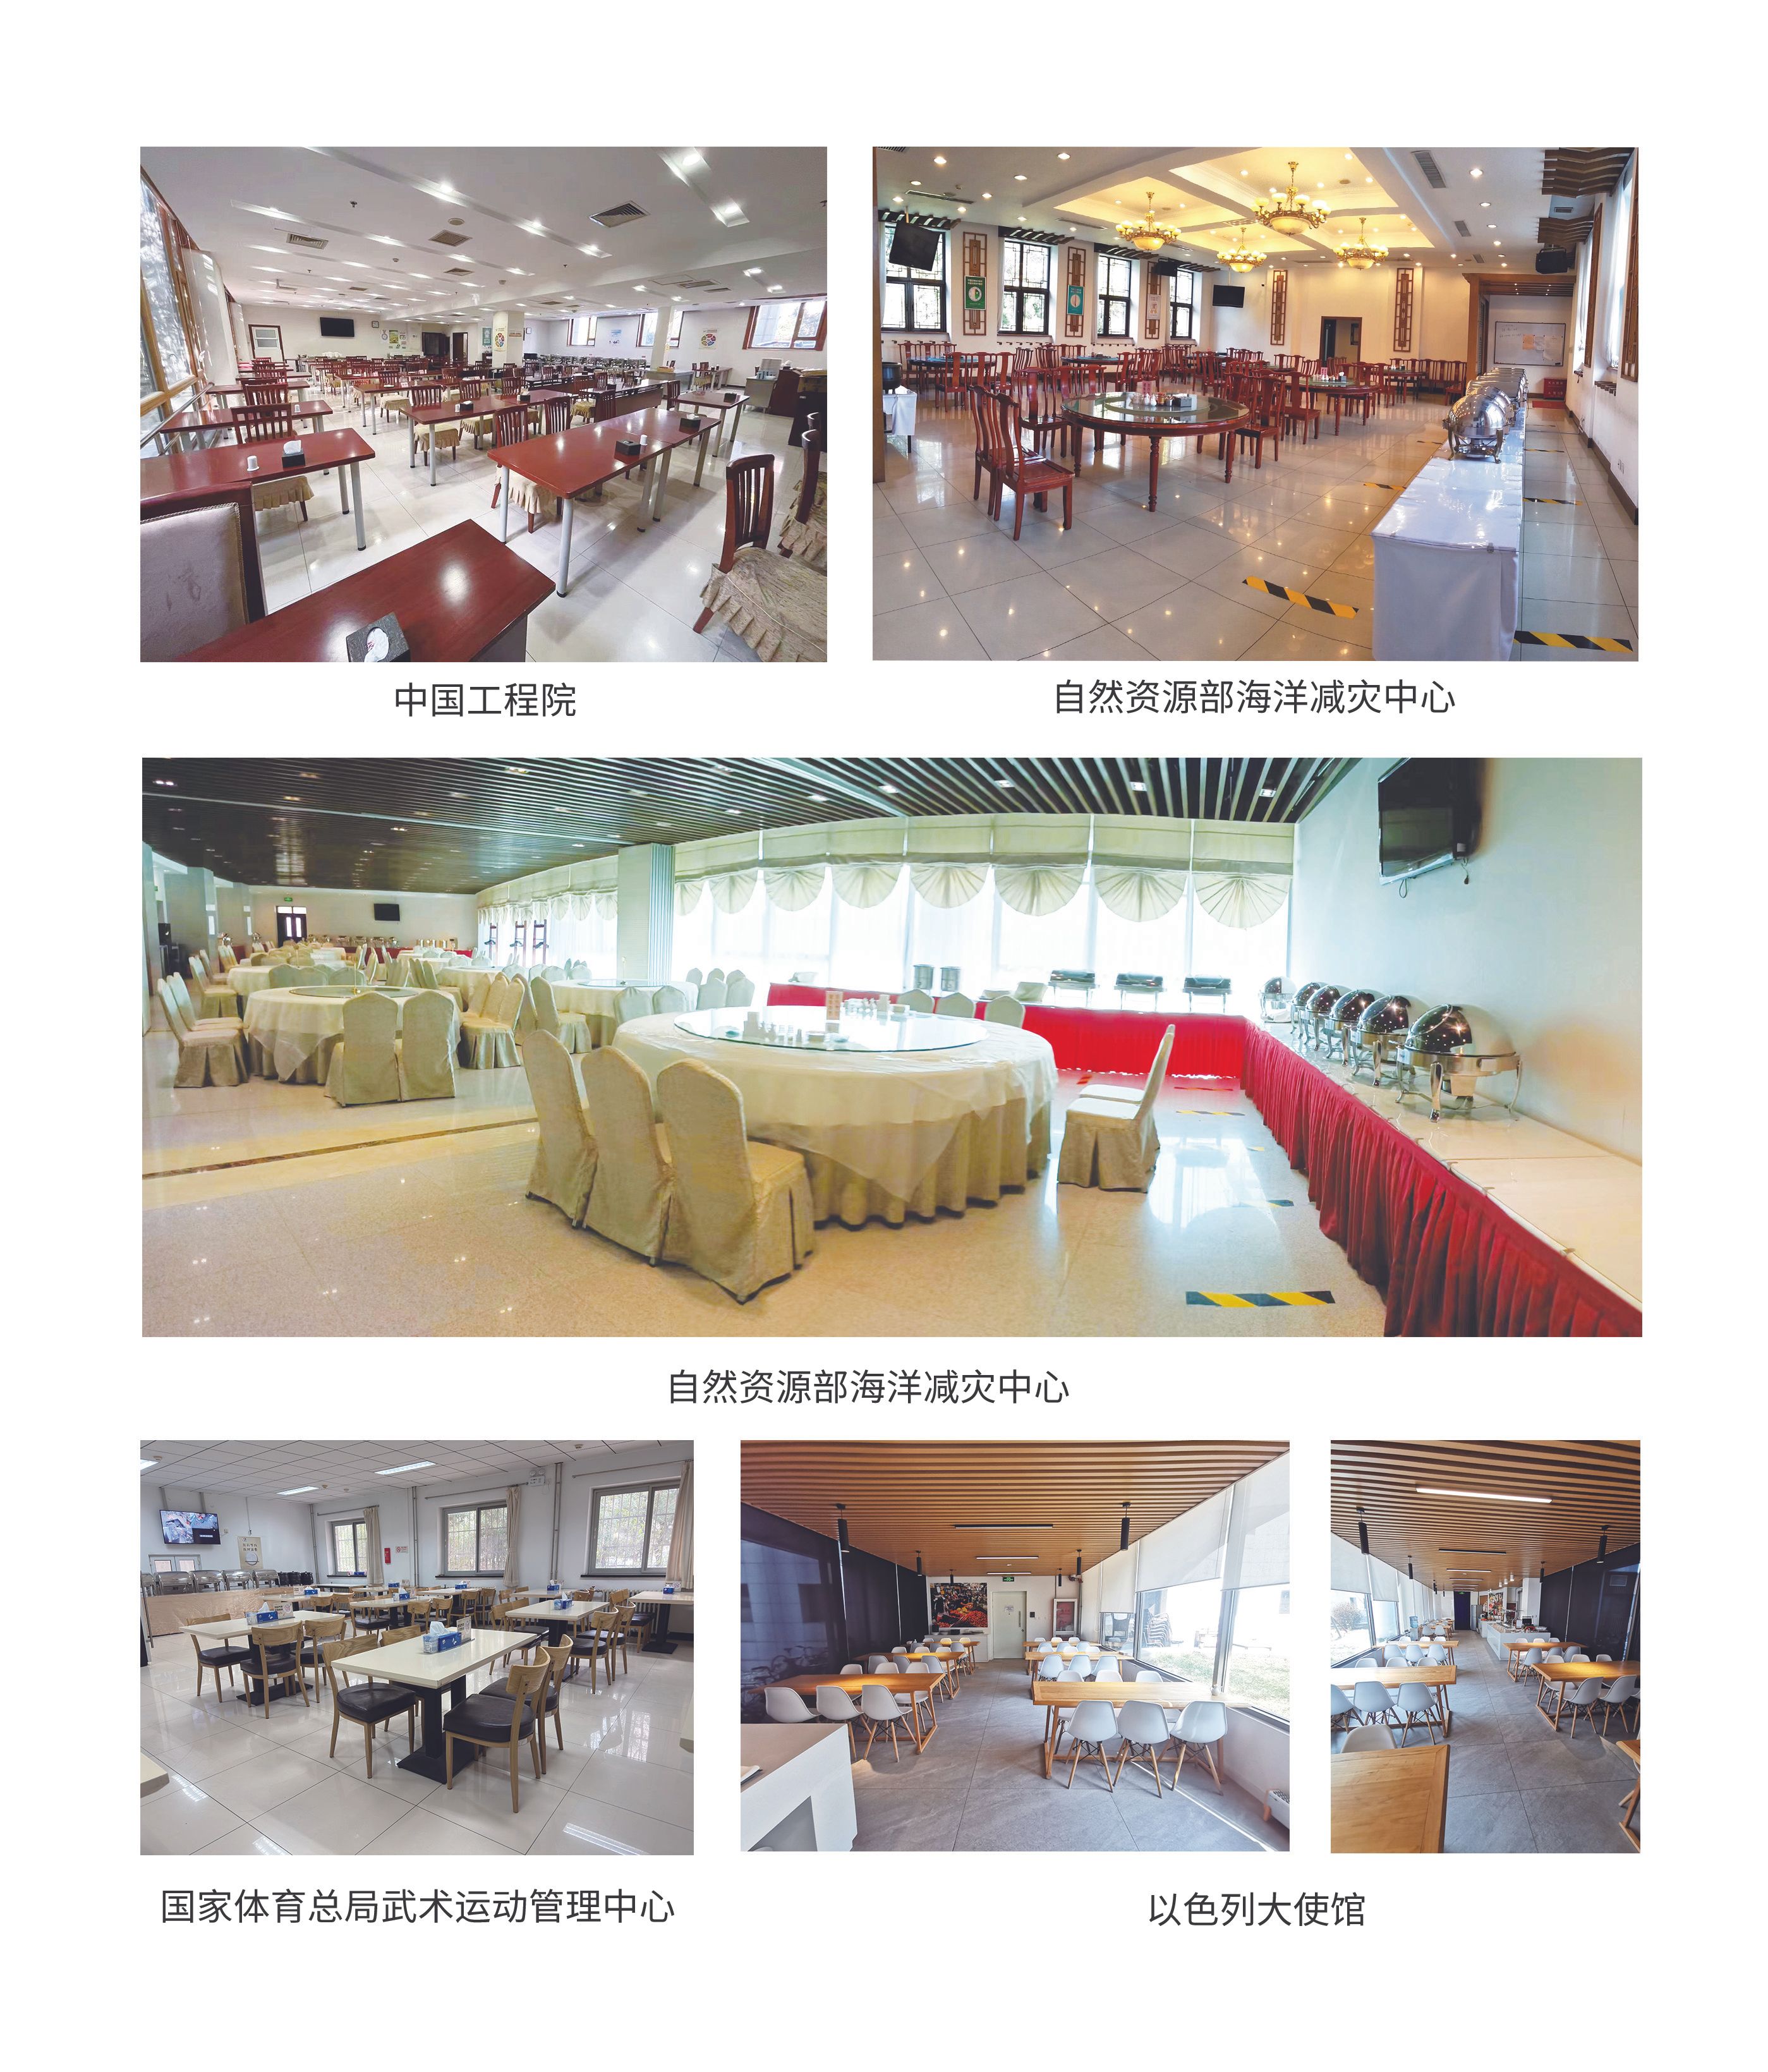 中国工程院
自然资源部海洋减灾中心
自然资源部海洋减灾中心
国家体育总局武术运动管理中心
以色列大使馆